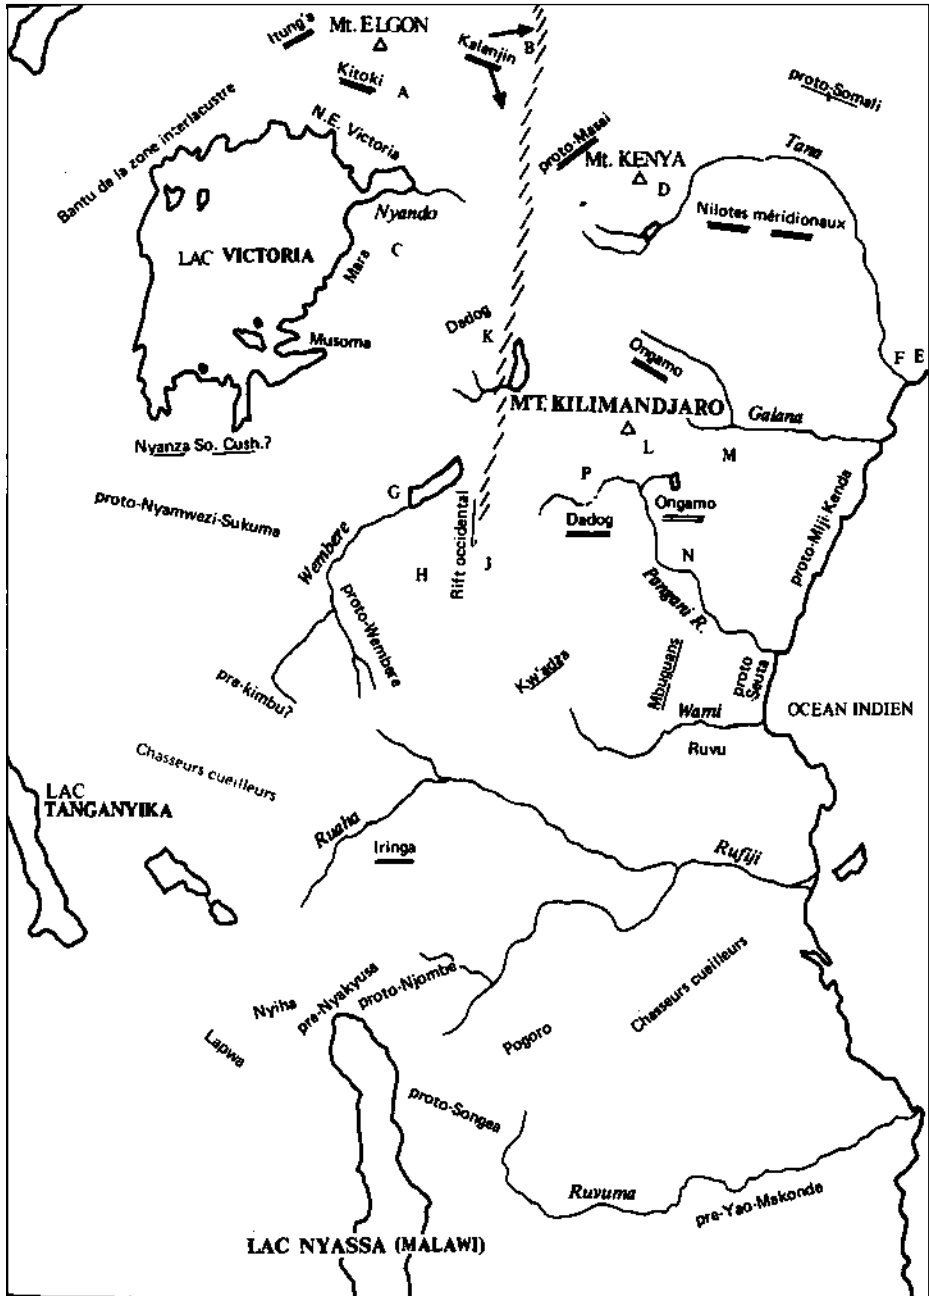 Itung'a
Mt. ELGON
Kalenjin
B
Kitoki
A
proto-Somali
Bantu de la zone interlacustre
N.E. Victoria
proto-Masai
Mt. KENYA
D
Tana
Nyando
Nilotes méridionaux
LAC VICTORIA
Mara
C
Dadog
K
Musoma
Ongamo
F E
MT. KILIMANDJARO
Galana
L
M
Nyanza So. Cush.?
G
P
proto-Nyamwezi-Sukuma
Rift occidental
Dadog
Ongamo
proto-Miji-Kenda
Wembere
H
J
N
proto-Wembere
Pangani R.
pre-kimbu?
Kw'adza
Mbuguans
proto
Seuta
OCEAN INDIEN
Wami
Ruvu
Chasseurs cueilleurs
LAC
TANGANYIKA
Ruaha
Iringa
Rufiji
Nyiha
pre-Nyakyusa
proto-Njombe
Chasseurs cueilleurs
Lapwa
Pogoro
proto-Songea
Ruvuma
pre-Yao-Makonde
LAC NYASSA (MALAWI)